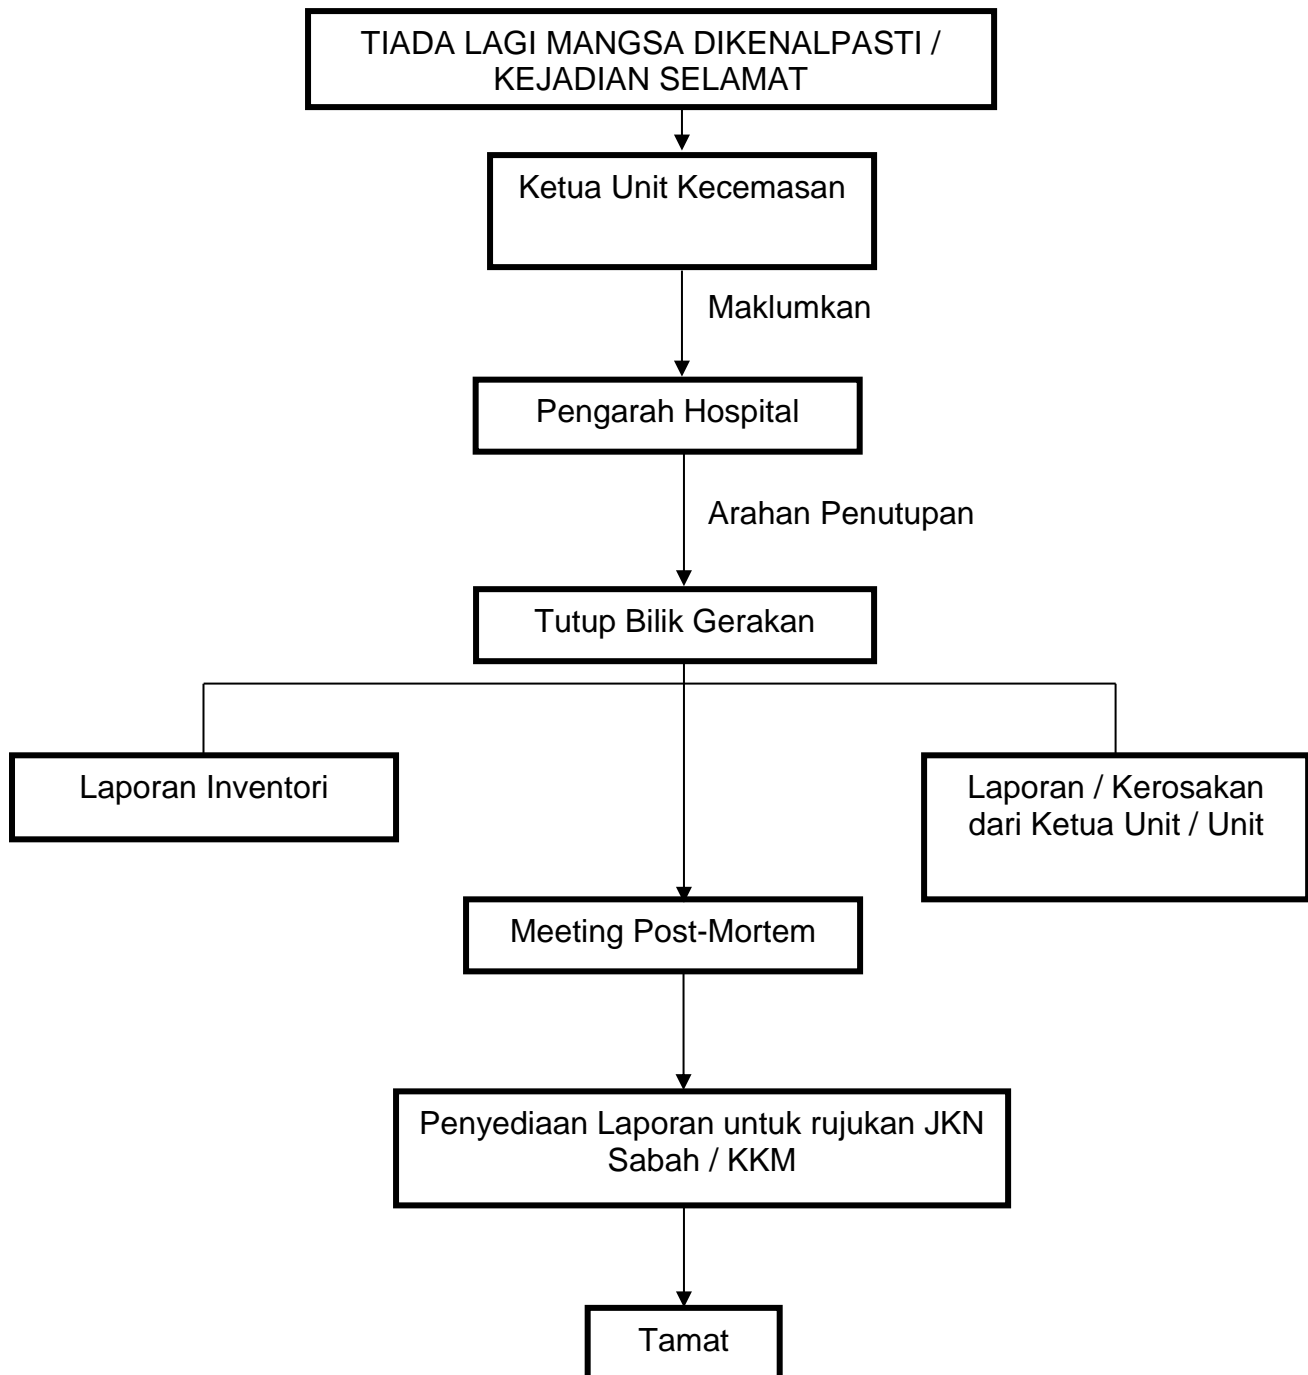 TIADA LAGI MANGSA DIKENALPASTI /
KEJADIAN SELAMAT
Ketua Unit Kecemasan
Maklumkan
Pengarah Hospital
Arahan Penutupan
Tutup Bilik Gerakan
Laporan Inventori
Laporan / Kerosakan
dari Ketua Unit / Unit
Meeting Post-Mortem
Penyediaan Laporan untuk rujukan JKN
Sabah / KKM
Tamat